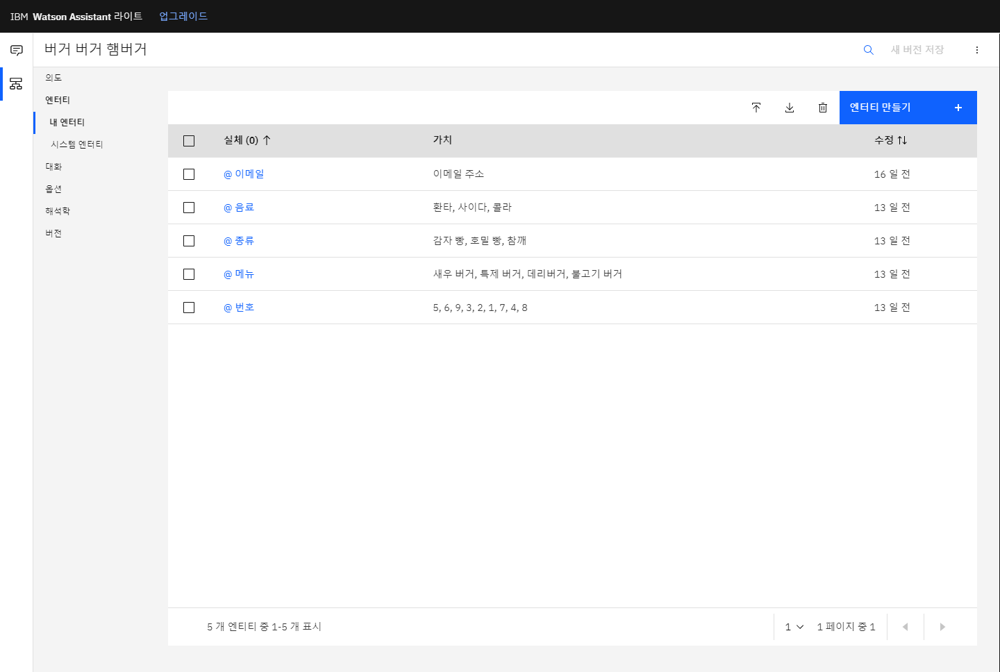 IBM Watson Assistant 라이트 업그레이드
버거 버거 햄버거
새 버전 저장
의도
엔터티
내 엔터티
시스템 엔터티
대화
옵션
해석학
버전
엔터티 만들기 +
실체 (0) ↑ 가치 수정
@ 이메일 이메일 주소 16 일 전
@ 음료 환타, 사이다, 콜라 13 일 전
@ 종류 감자 빵, 호밀 빵, 참깨 13 일 전
@ 메뉴 새우 버거, 특제 버거, 데리버거, 불고기 버거 13 일 전
@ 번호 5, 6, 9, 3, 2, 1, 7, 4, 8 13 일 전
5 개 엔티티 중 1-5 개 표시 1 1 페이지 중 1